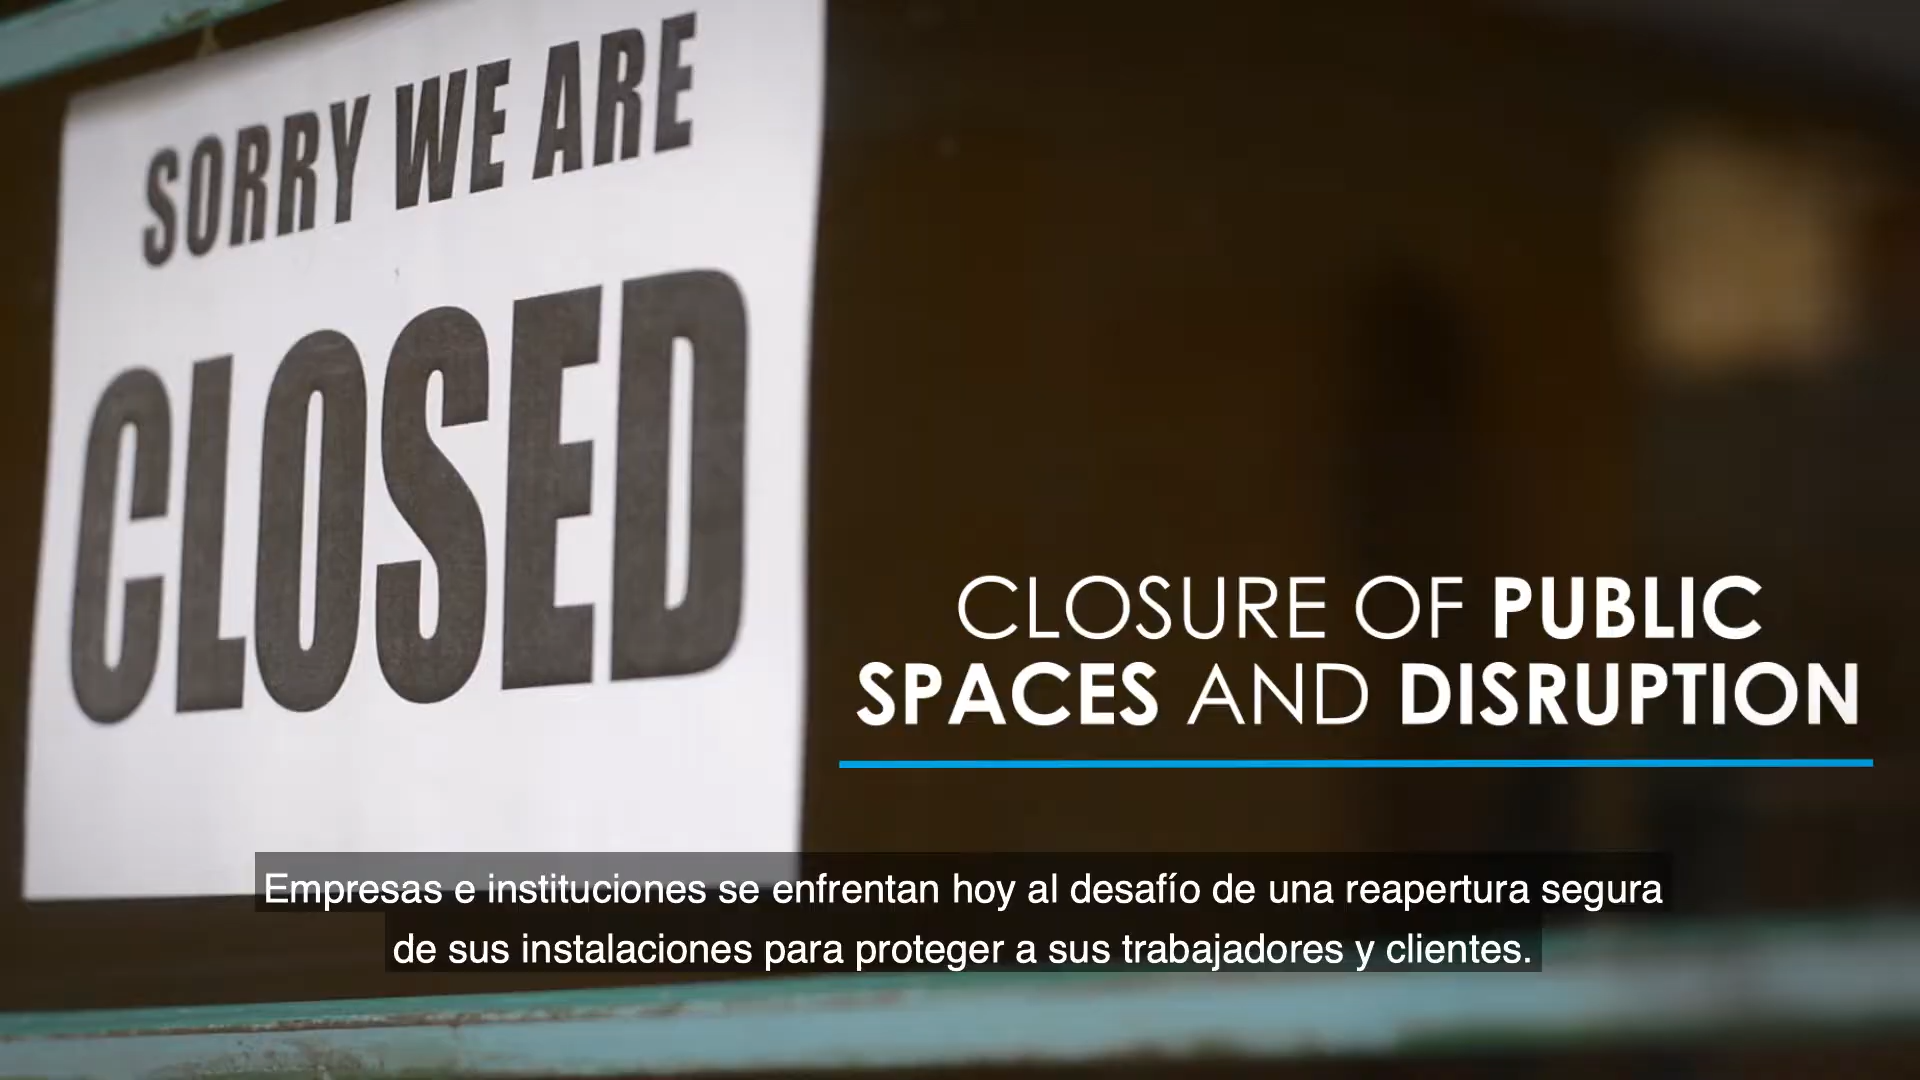 SORRY WE ARE
CLOSED
CLOSURE OF PUBLIC
SPACES AND DISRUPTION
Empresas e instituciones se enfrentan hoy al desafío de una reapertura segura
de sus instalaciones para proteger a sus trabajadores y clientes.